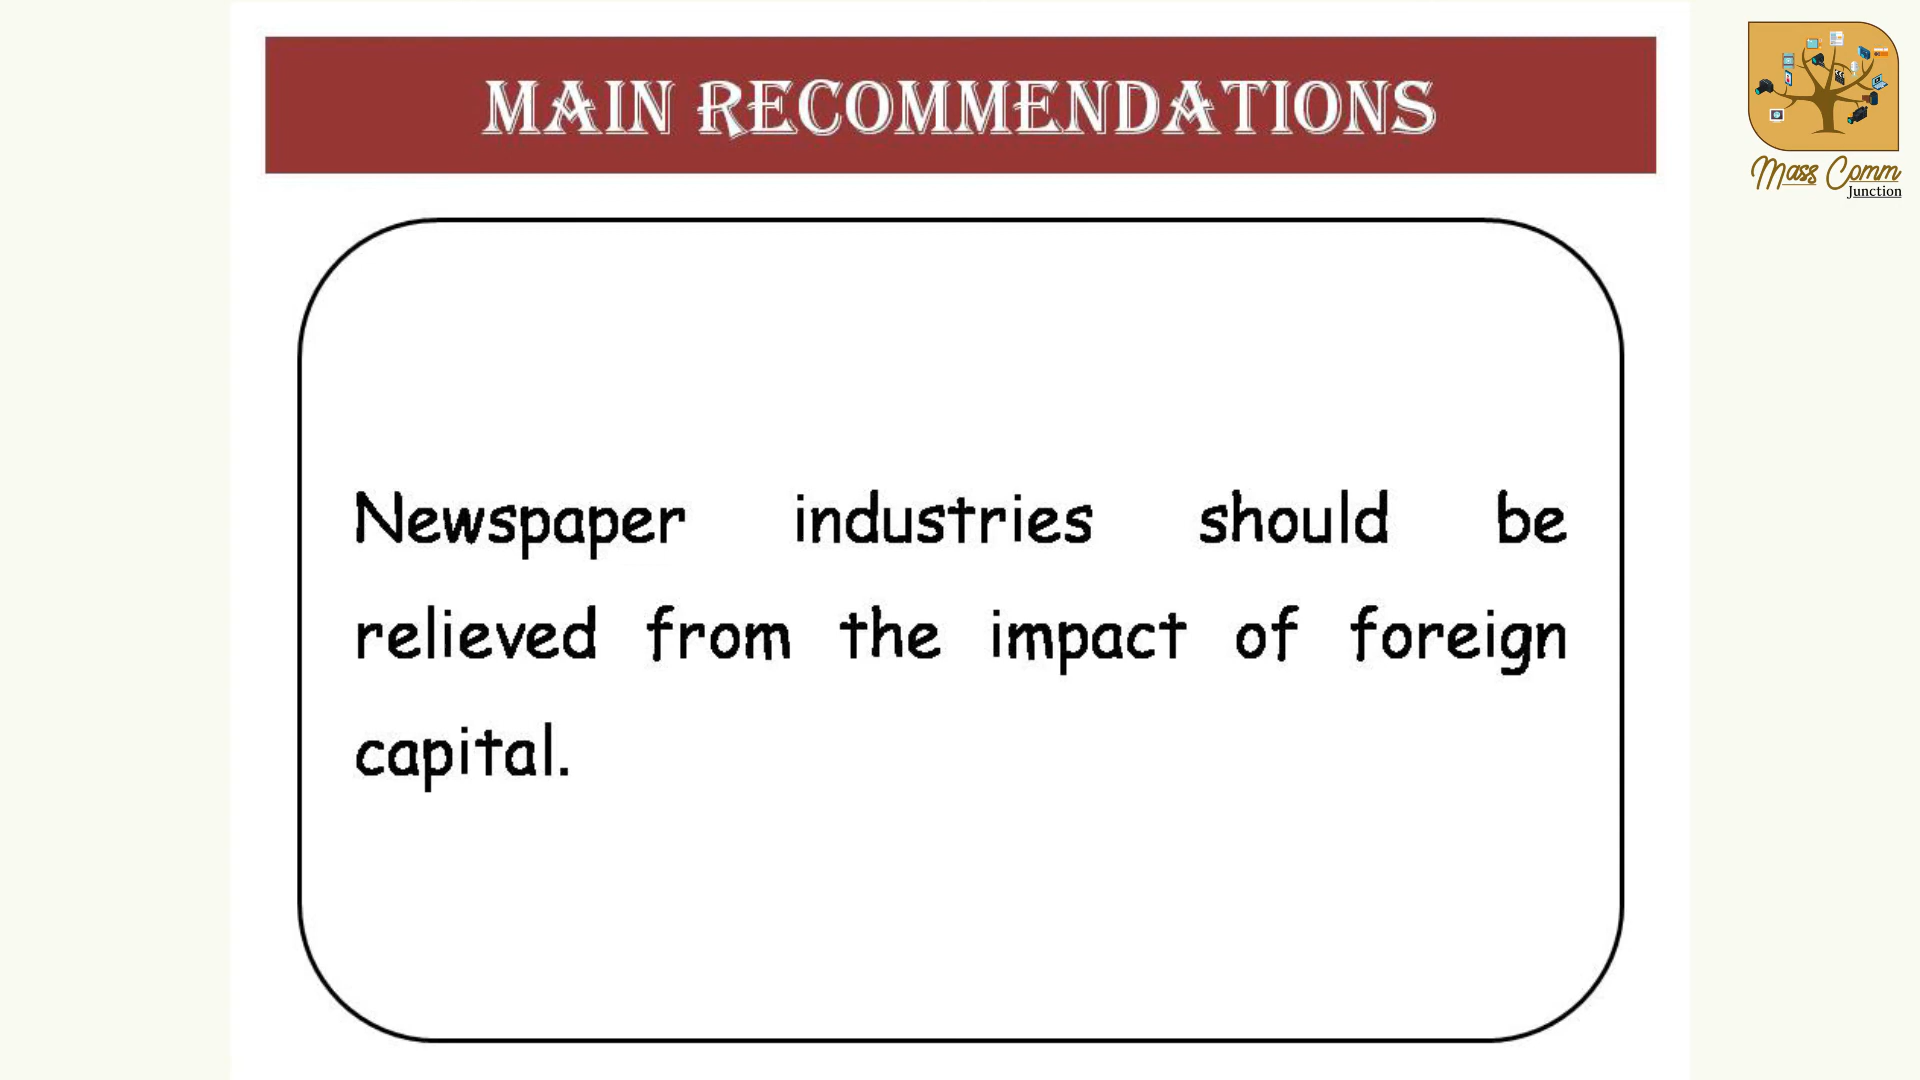 MAIN RECOMMENDATIONS
Mass Comm
Junction
Newspaper industries should be
relieved from the impact of foreign
capital.